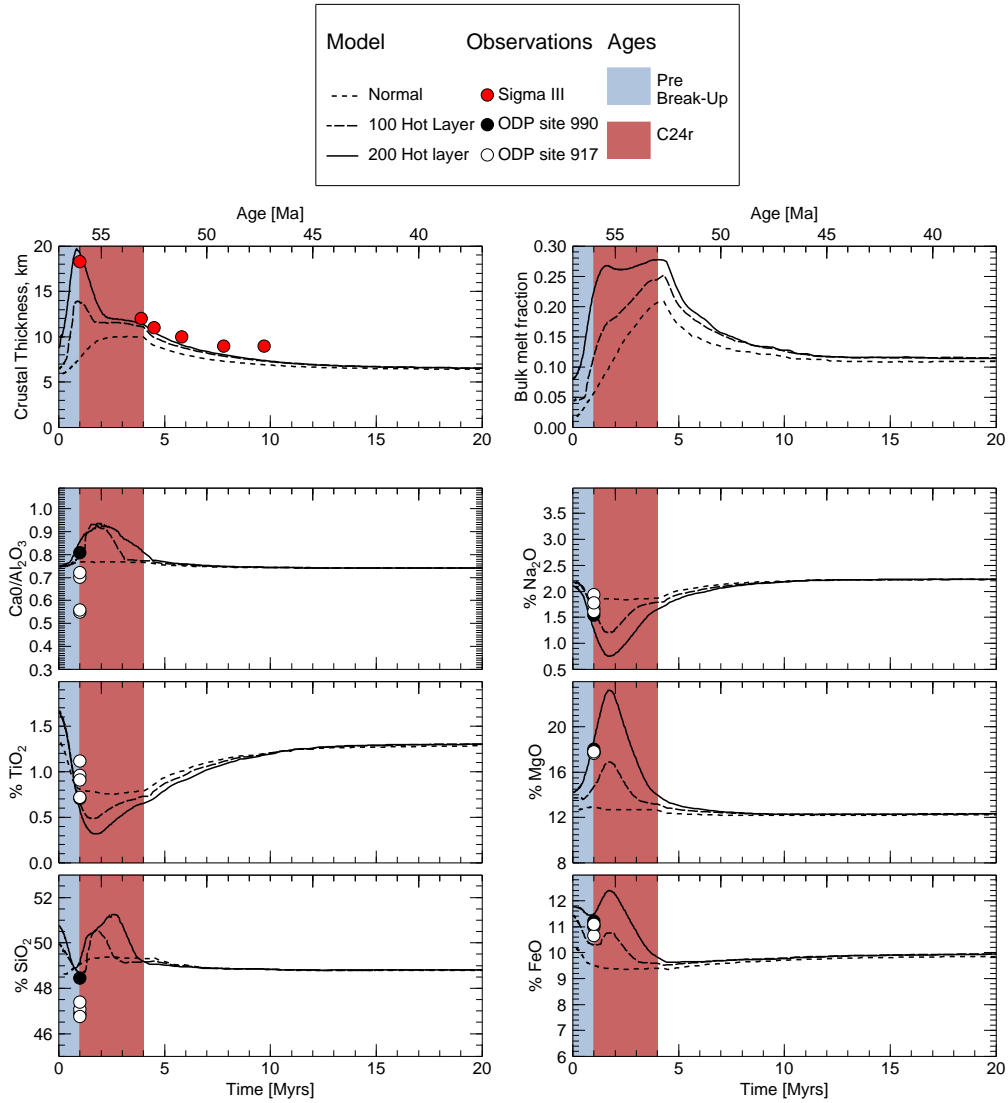 Model Observations Ages
Normal
100 Hot Layer
200 Hot layer
Sigma III
ODP site 990
ODP site 917
Pre
Break-Up
C24r
Age [Ma]
55 50 45 40
Crustal Thickness, km
20
15
10
5
0
0 5 10 15 20
Age [Ma]
55 50 45 40
Bulk melt fraction
0.30
0.25
0.20
0.15
0.10
0.05
0.00
0 5 10 15 20
Ca0/Al₂O₃
1.0
0.9
0.8
0.7
0.6
0.5
0.4
0.3
% Na₂O
3.5
3.0
2.5
2.0
1.5
1.0
0.5
% TiO₂
1.5
1.0
0.5
0.0
% MgO
20
16
12
8
% SiO₂
52
50
48
46
0 5 10 15 20
Time [Myrs]
% FeO
12
11
10
9
8
7
6
0 5 10 15 20
Time [Myrs]